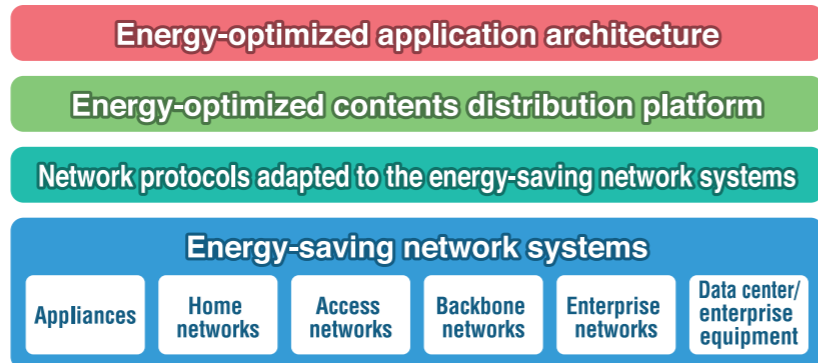 Energy-optimized application architecture
Energy-optimized contents distribution platform
Network protocols adapted to the energy-saving network systems
Energy-saving network systems
Appliances
Home
networks
Access
networks
Backbone
networks
Enterprise
networks
Data center/
enterprise
equipment